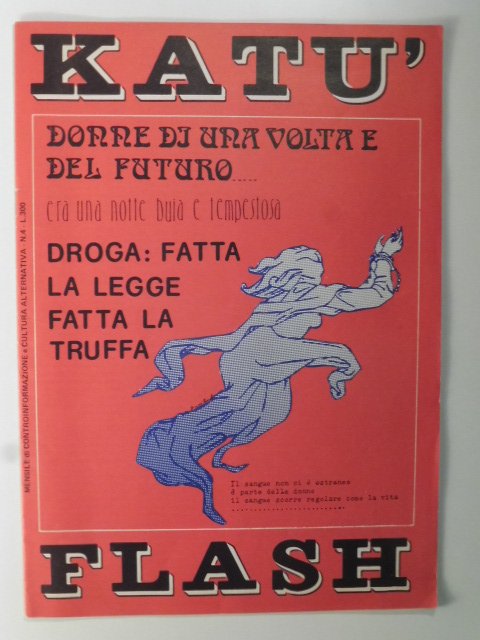 KATU'
DONNE DI UNA VOLTA E
DEL FUTURO.....
era una notte buia e tempestosa
DROGA: FATTA
LA LEGGE
FATTA LA
TRUFFA
MENSILE di CONTROINFORMAZIONE e CULTURA ALTERNATIVA - N.4 - L.300
Il sangue non ci è estraneo
è parte della donna
il sangue scorre regolare come la vita
..........................
FLASH